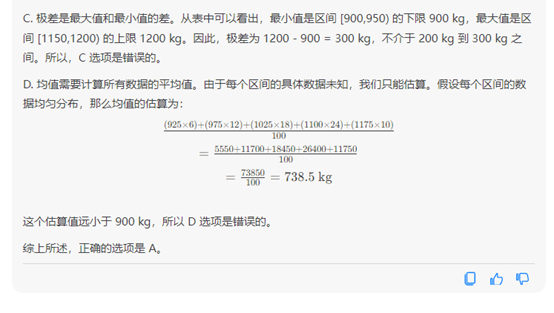 C. 极差是最大值和最小值的差。从表中可以看出，最小值是区间 [900,950) 的下限 900 kg，最大值是区
间 [1150,1200) 的上限 1200 kg。因此，极差为 1200 - 900 = 300 kg，不介于 200 kg 到 300 kg 之
间。所以，C 选项是错误的。
D. 均值需要计算所有数据的平均值。由于每个区间的具体数据未知，我们只能估算。假设每个区间的数
据均匀分布，那么均值的估算为：
(925×6)+(975×12)+(1025×18)+(1100×24)+(1175×10)
100
= 5550+11700+18450+26400+11750
100
= 73850/100 = 738.5 kg
这个估算值远小于 900 kg，所以 D 选项是错误的。
综上所述，正确的选项是 A。